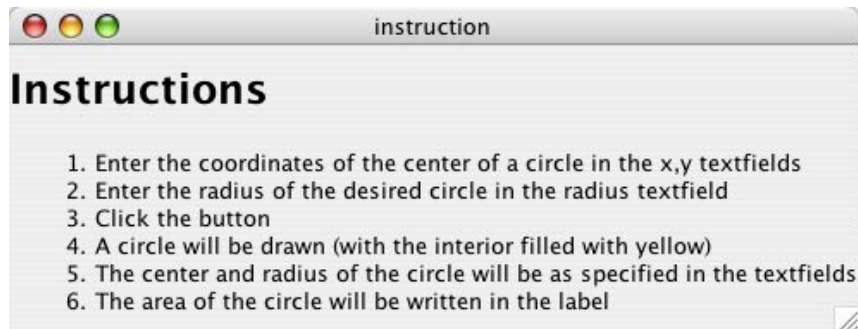 instruction
Instructions
1. Enter the coordinates of the center of a circle in the x,y textfields
2. Enter the radius of the desired circle in the radius textfield
3. Click the button
4. A circle will be drawn (with the interior filled with yellow)
5. The center and radius of the circle will be as specified in the textfields
6. The area of the circle will be written in the label